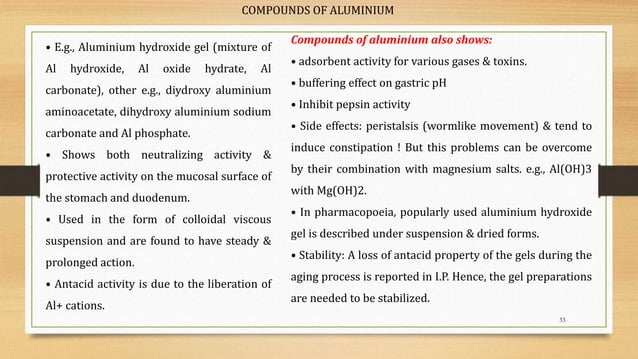 COMPOUNDS OF ALUMINIUM
• E.g., Aluminium hydroxide gel (mixture of
Al hydroxide, Al oxide hydrate, Al
carbonate), other e.g., diydroxy aluminium
aminoacetate, dihydroxy aluminium sodium
carbonate and Al phosphate.
• Shows both neutralizing activity &
protective activity on the mucosal surface of
the stomach and duodenum.
• Used in the form of colloidal viscous
suspension and are found to have steady &
prolonged action.
• Antacid activity is due to the liberation of
Al+ cations.
Compounds of aluminium also shows:
• adsorbent activity for various gases & toxins.
• buffering effect on gastric pH
• Inhibit pepsin activity
• Side effects: peristalsis (wormlike movement) & tend to
induce constipation ! But this problems can be overcome
by their combination with magnesium salts. e.g., Al(OH)3
with Mg(OH)2.
• In pharmacopoeia, popularly used aluminium hydroxide
gel is described under suspension & dried forms.
• Stability: A loss of antacid property of the gels during the
aging process is reported in I.P. Hence, the gel preparations
are needed to be stabilized.